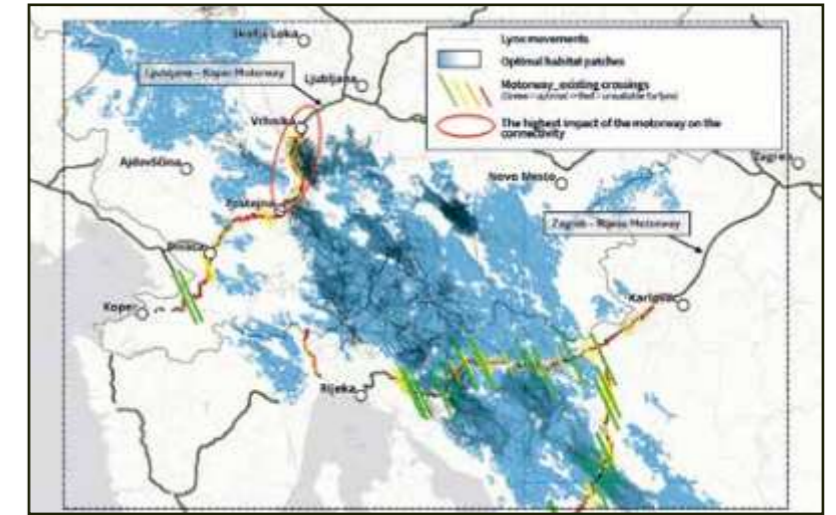 Škofja Loka
Ljubljana - Koper Motorway
Ljubljana
Vrhnika
Ajdovščina
Postojna
Divača
Koper
Rijeka
Lynx movements
Optimal habitat patches
Motorway_existing crossings
The highest impact of the motorway on the
connectivity
Zagreb
Novo Mesto
Zagreb - Rijeka Motorway
Karlovac